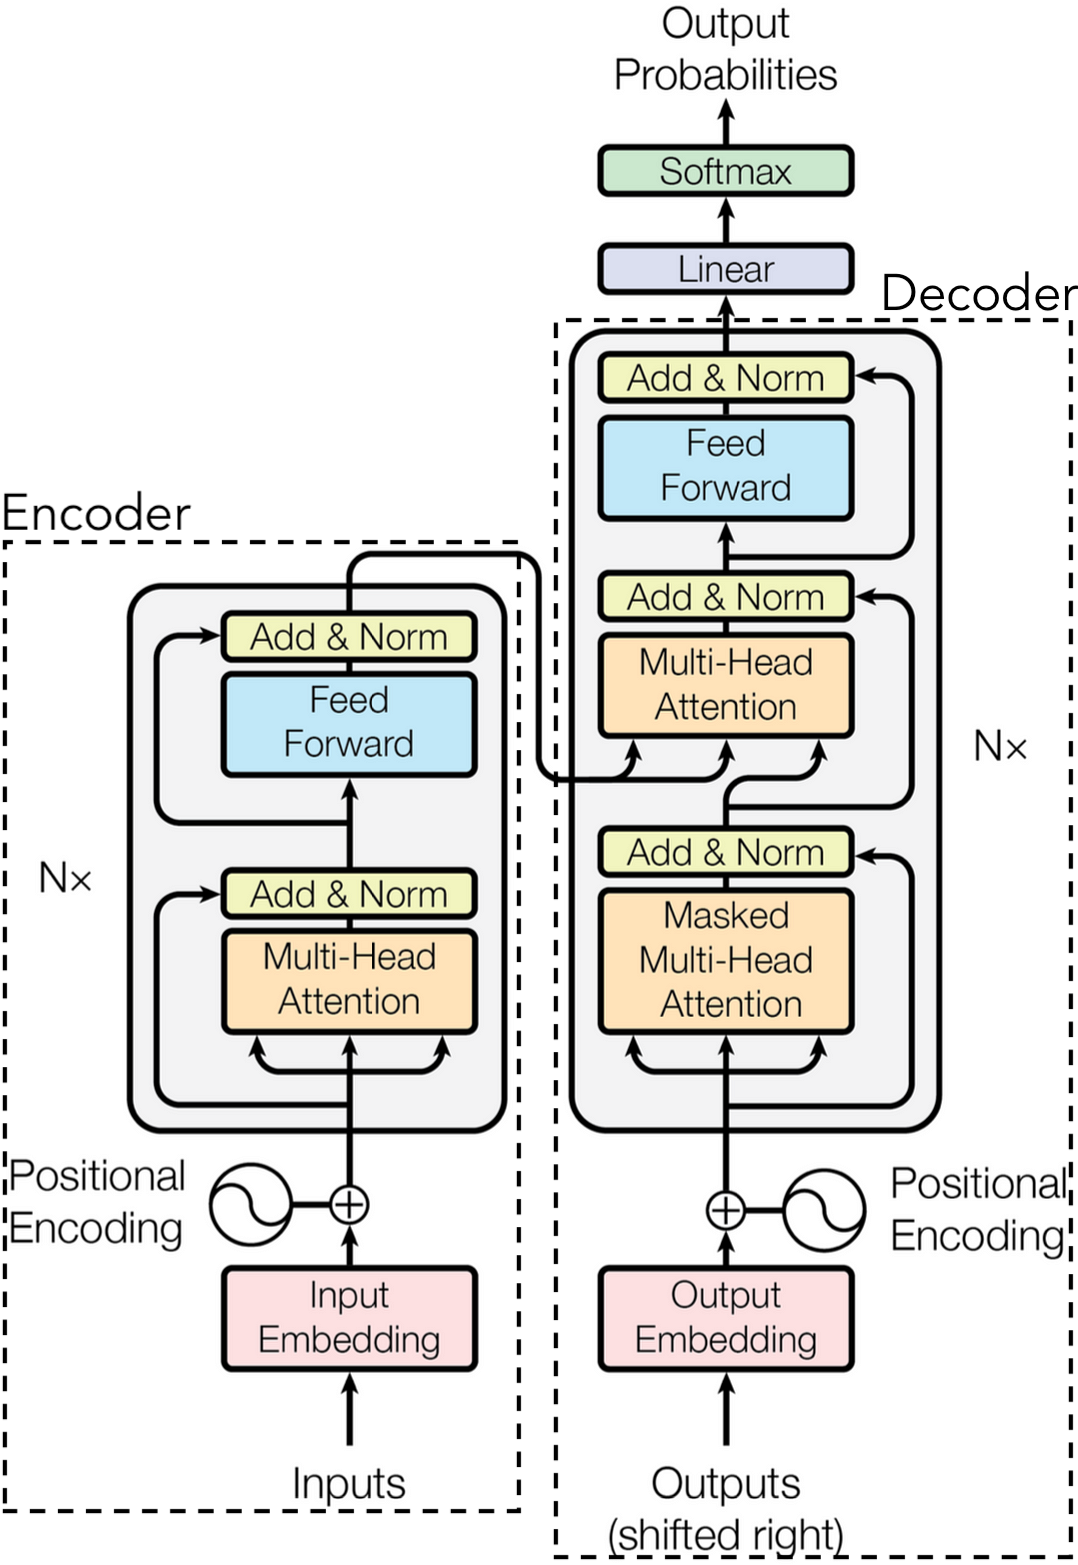 Output
Probabilities
Softmax
Linear
Decoder
Add & Norm
Feed
Forward
Add & Norm
Multi-Head
Attention
Nx
Add & Norm
Masked
Multi-Head
Attention
Positional
Encoding
Output
Embedding
Outputs
(shifted right)
Encoder
Add & Norm
Feed
Forward
Nx
Add & Norm
Multi-Head
Attention
Positional
Encoding
Input
Embedding
Inputs